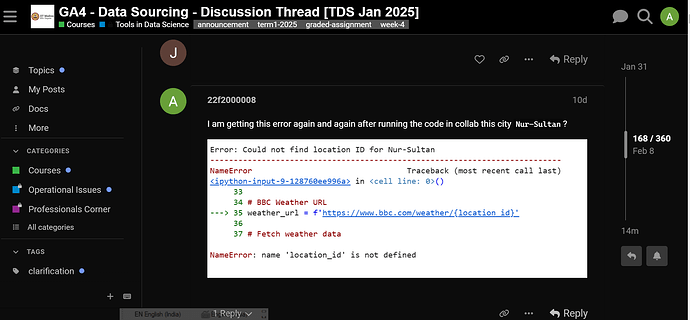 GA4 - Data Sourcing - Discussion Thread [TDS Jan 2025]
Courses Tools in Data Science announcement term1-2025 graded-assignment week-4
A
Topics
My Posts
Docs
More
CATEGORIES
Courses
Operational Issues
Professionals Corner
All categories
TAGS
clarification
J
Reply
A
22f2000008 10d
I am getting this error again and again after running the code in collab this city Nur-Sultan ?
Error: Could not find location ID for Nur-Sultan
---------------------------------------------------------------------------
NameError Traceback (most recent call last)
<ipython-input-9-128760ee996a> in <cell line: 0>()
33
34 # BBC Weather URL
---> 35 weather_url = f'https://www.bbc.com/weather/{location_id}'
36
37 # Fetch weather data
NameError: name 'location_id' is not defined
1 Reply
Reply
EN English (India)
Jan 31
168 / 360
Feb 8
14m